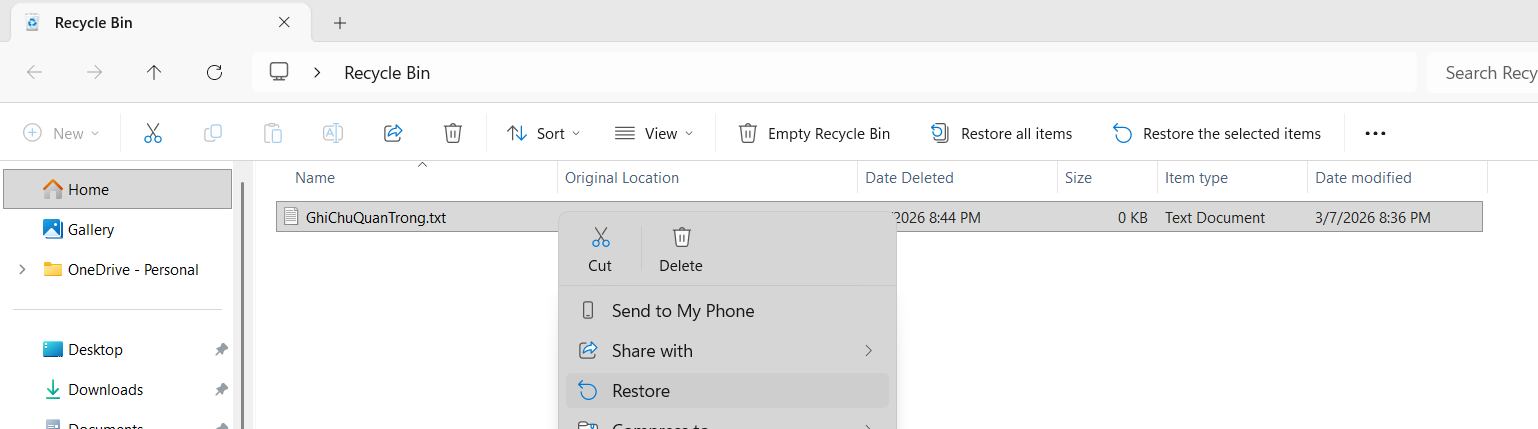 Recycle Bin
Recycle Bin
Search Recy
New
Sort
View
Empty Recycle Bin
Restore all items
Restore the selected items
Name
Original Location
Date Deleted
Size
Item type
Date modified
Home
GhiChuQuanTrong.txt
/2026 8:44 PM
0 KB
Text Document
3/7/2026 8:36 PM
Gallery
OneDrive - Personal
Cut
Delete
Send to My Phone
Desktop
Share with
Downloads
Restore
Documents
Compress to